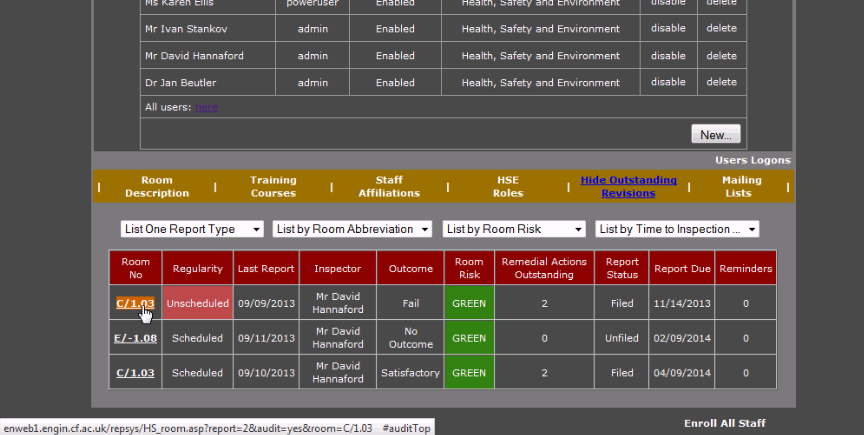 Ms Karen Ellis poweruser Enabled Health, Safety and Environment disable delete
Mr Ivan Stankov admin Enabled Health, Safety and Environment disable delete
Mr David Hannaford admin Enabled Health, Safety and Environment disable delete
Dr Jan Beutler admin Enabled Health, Safety and Environment disable delete
All users: here
New...
Users Logons
| Room Description | Training Courses | Staff Affiliations | HSE Roles | Hide Outstanding Revisions | Mailing Lists |
List One Report Type List by Room Abbreviation List by Room Risk List by Time to Inspection ...
Room No Regularity Last Report Inspector Outcome Room Risk Remedial Actions Outstanding Report Status Report Due Reminders
C/1.03 Unscheduled 09/09/2013 Mr David Hannaford Fail GREEN 2 Filed 11/14/2013 0
E/-1.08 Scheduled 09/11/2013 Mr David Hannaford No Outcome GREEN 0 Unfiled 02/09/2014 0
C/1.03 Scheduled 09/10/2013 Mr David Hannaford Satisfactory GREEN 2 Filed 04/09/2014 0
enweb1.engin.cf.ac.uk/repsys/HS_room.asp?report=2&audit=yes&room=C/1.03 #auditTop
Enroll All Staff